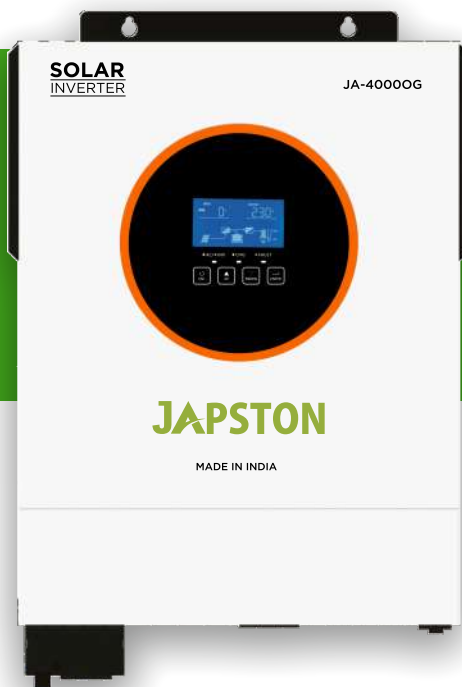 SOLAR
INVERTER
JA-4000OG
230
JAPSTON
MADE IN INDIA